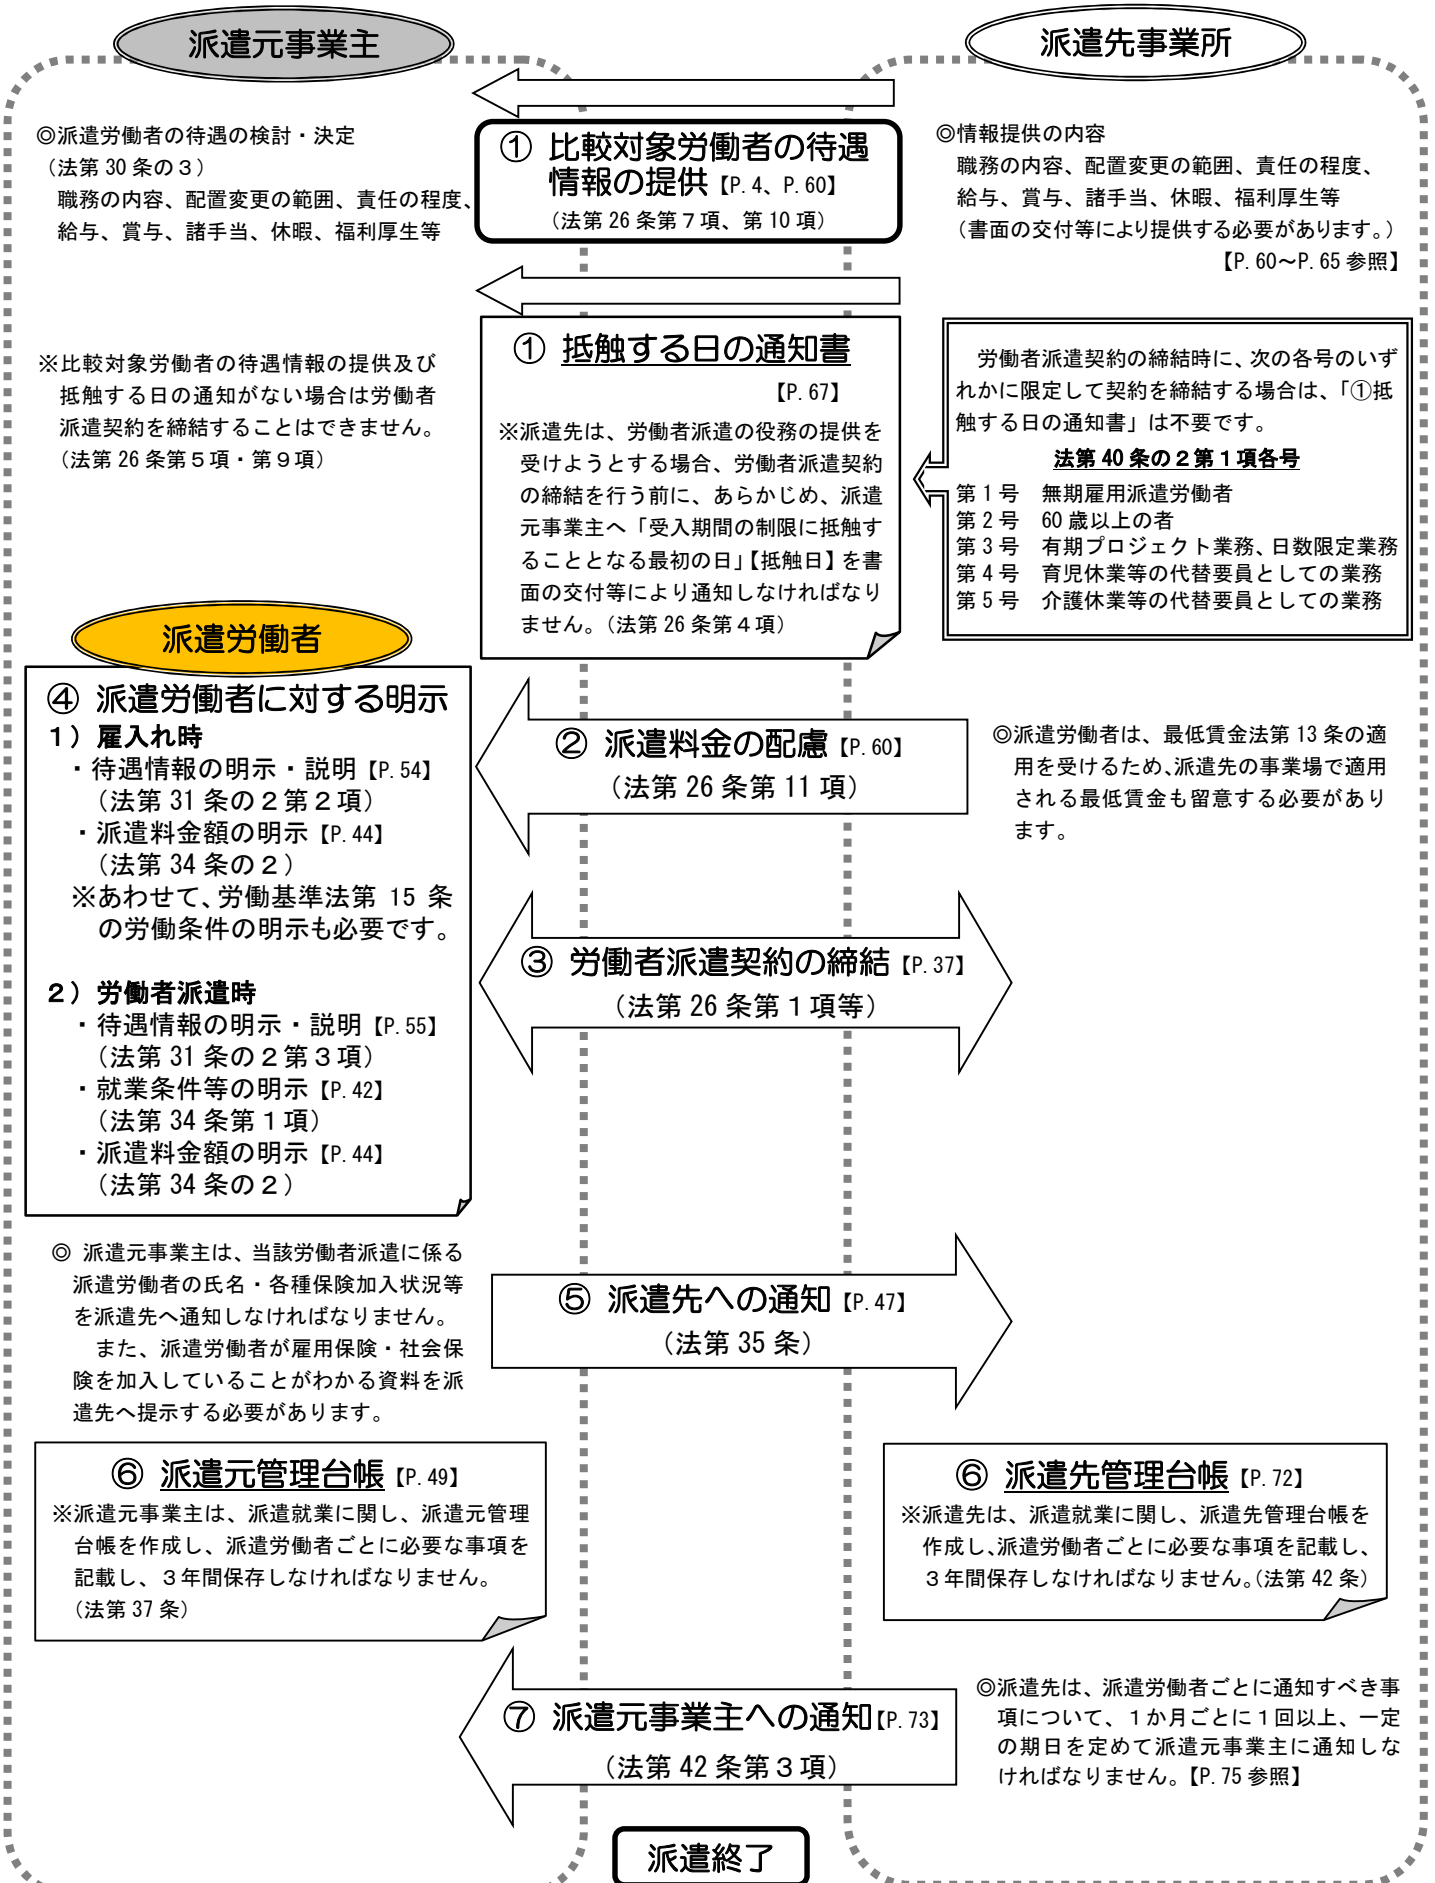 派遣元事業主
派遣先事業所
◎派遣労働者の待遇の検討・決定
（法第30条の３）
職務の内容、配置変更の範囲、責任の程度、
給与、賞与、諸手当、休暇、福利厚生等
① 比較対象労働者の待遇
情報の提供【P. 4、P. 60】
（法第26条第７項、第10項）
◎情報提供の内容
職務の内容、配置変更の範囲、責任の程度、
給与、賞与、諸手当、休暇、福利厚生等
（書面の交付等により提供する必要があります。）
【P. 60～P. 65参照】
※比較対象労働者の待遇情報の提供及び
抵触する日の通知がない場合は労働者
派遣契約を締結することはできません。
（法第26条第５項・第９項）
① 抵触する日の通知書
【P. 67】
※派遣先は、労働者派遣の役務の提供を
受けようとする場合、労働者派遣契約
の締結を行う前に、あらかじめ、派遣
元事業主へ「受入期間の制限に抵触す
ることとなる最初の日」【抵触日】を書
面の交付等により通知しなければなり
ません。（法第26条第４項）
労働者派遣契約の締結時に、次の各号のいず
れかに限定して契約を締結する場合は、「①抵
触する日の通知書」は不要です。
法第40条の２第１項各号
第１号　無期雇用派遣労働者
第２号　60歳以上の者
第３号　有期プロジェクト業務、日数限定業務
第４号　育児休業等の代替要員としての業務
第５号　介護休業等の代替要員としての業務
派遣労働者
④ 派遣労働者に対する明示
１）雇入れ時
・待遇情報の明示・説明【P. 54】
（法第31条の２第２項）
・派遣料金額の明示【P. 44】
（法第34条の２）
※あわせて、労働基準法第 15 条
の労働条件の明示も必要です。
２）労働者派遣時
・待遇情報の明示・説明【P. 55】
（法第31条の２第３項）
・就業条件等の明示【P. 42】
（法第34条第１項）
・派遣料金額の明示【P. 44】
（法第34条の２）
② 派遣料金の配慮【P. 60】
（法第26条第11項）
◎派遣労働者は、最低賃金法第13条の適
用を受けるため、派遣先の事業場で適用
される最低賃金も留意する必要があり
ます。
③ 労働者派遣契約の締結【P. 37】
（法第26条第１項等）
◎ 派遣元事業主は、当該労働者派遣に係る
派遣労働者の氏名・各種保険加入状況等
を派遣先へ通知しなければなりません。
また、派遣労働者が雇用保険・社会保
険を加入していることがわかる資料を派
遣先へ提示する必要があります。
⑤ 派遣先への通知【P. 47】
（法第35条）
⑥ 派遣元管理台帳【P. 49】
※派遣元事業主は、派遣就業に関し、派遣元管理
台帳を作成し、派遣労働者ごとに必要な事項を
記載し、３年間保存しなければなりません。
(法第37条)
⑥ 派遣先管理台帳【P. 72】
※派遣先は、派遣就業に関し、派遣先管理台帳を
作成し、派遣労働者ごとに必要な事項を記載し、
３年間保存しなければなりません。(法第42条)
⑦ 派遣元事業主への通知【P. 73】
（法第42条第３項）
◎派遣先は、派遣労働者ごとに通知すべき事
項について、１か月ごとに１回以上、一定
の期日を定めて派遣元事業主に通知しな
ければなりません。【P. 75参照】
派遣終了